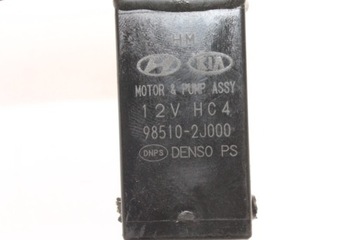 HM
KIA
MOTOR & PUMP ASSY
12V HC4
98510-2J000
DNPS DENSO PS